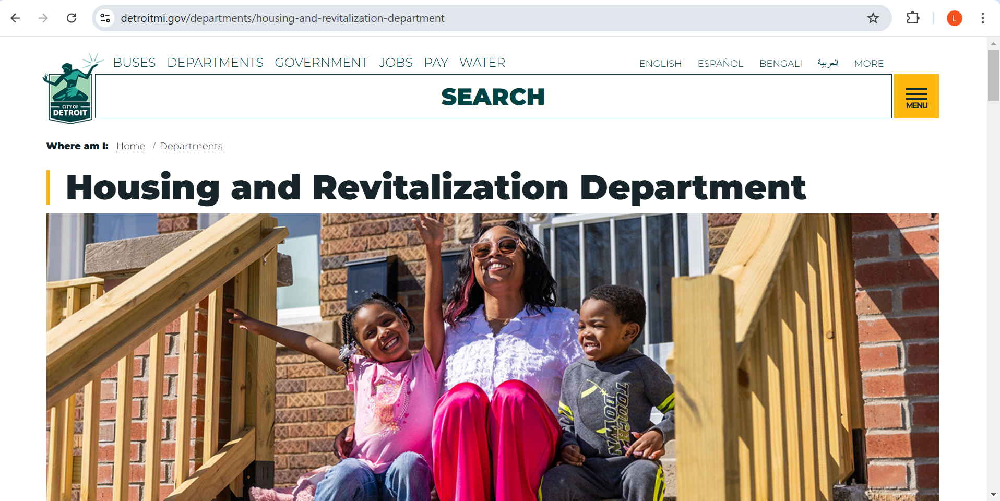 detroitmi.gov/departments/housing-and-revitalization-department
L
BUSES DEPARTMENTS GOVERNMENT JOBS PAY WATER
ENGLISH ESPAÑOL BENGALI العربية MORE
CITY OF
DETROIT
SEARCH
MENU
Where am I: Home / Departments
Housing and Revitalization Department
TOUCH
DOWN